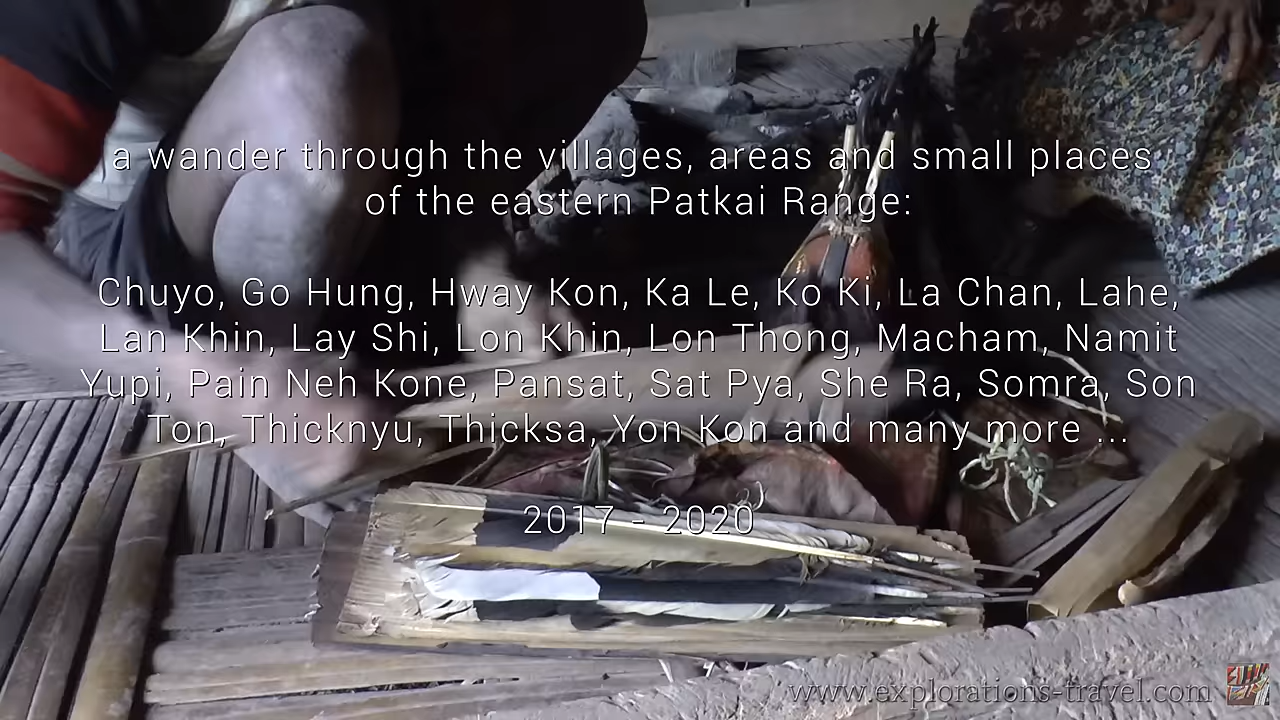 a wander through the villages, areas and small places
of the eastern Patkai Range:
Chuyo, Go Hung, Hway Kon, Ka Le, Ko Ki, La Chan, Lahe,
Lan Khin, Lay Shi, Lon Khin, Lon Thong, Macham, Namit
Yupi, Pain Neh Kone, Pansat, Sat Pya, She Ra, Somra, Son
Ton, Thicknyu, Thicksa, Yon Kon and many more ...
2017 - 2020
www.explorations-travel.com